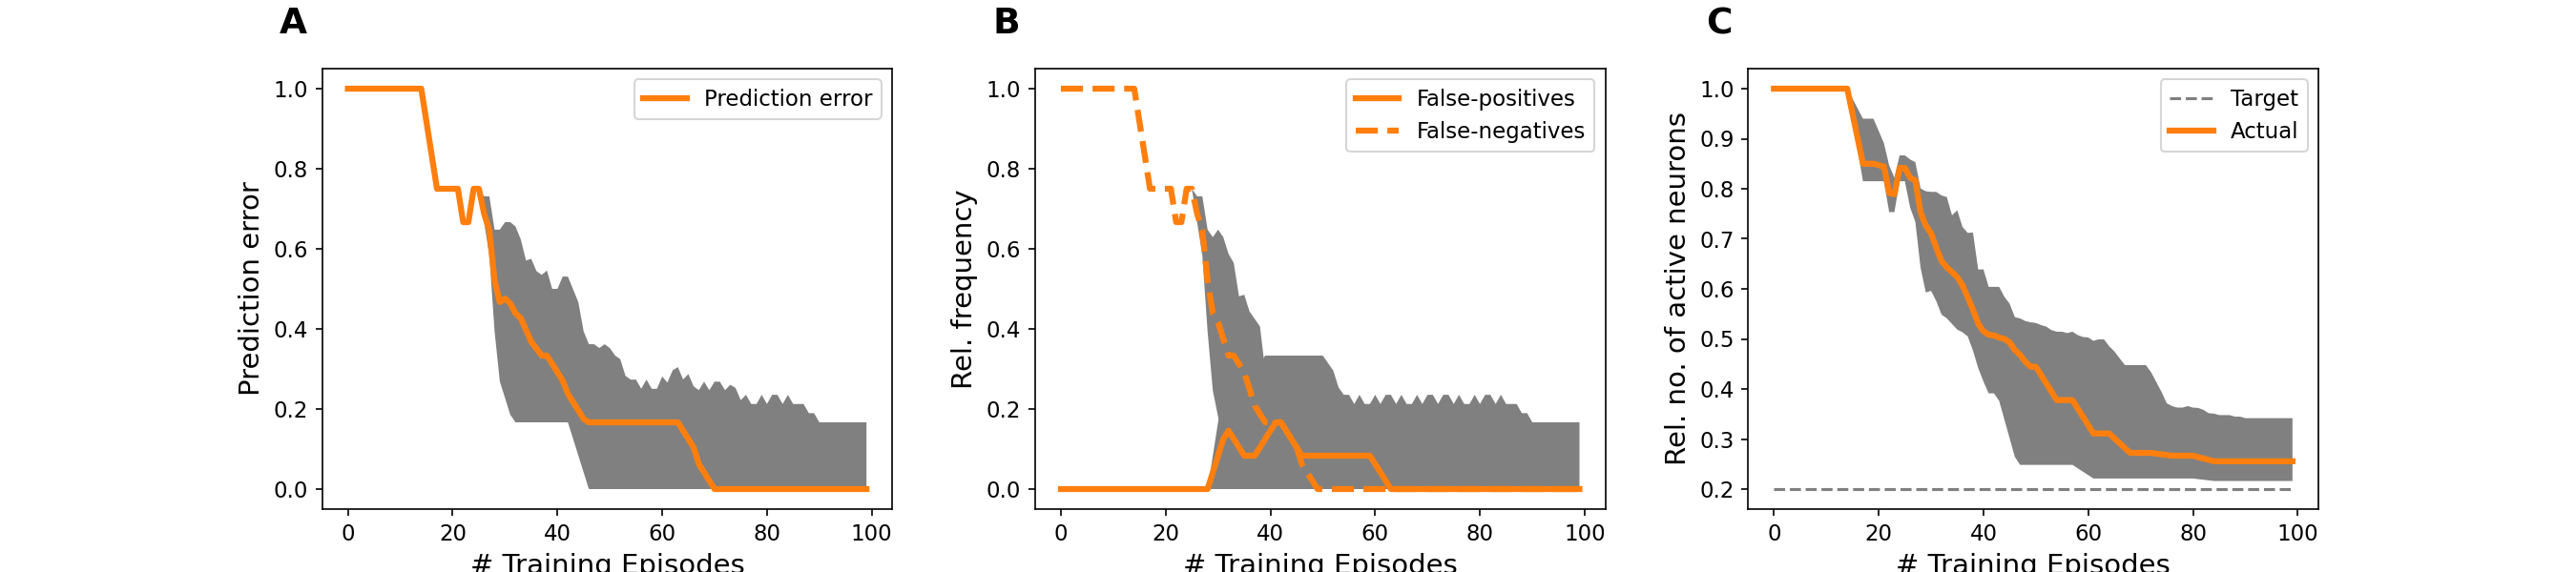 A
B
C
Prediction error
1.0
0.8
0.6
0.4
0.2
0.0
0 20 40 60 80 100
# Training Episodes
Prediction error
Rel. frequency
1.0
0.8
0.6
0.4
0.2
0.0
0 20 40 60 80 100
# Training Episodes
False-positives
False-negatives
Rel. no. of active neurons
1.0
0.9
0.8
0.7
0.6
0.5
0.4
0.3
0.2
0 20 40 60 80 100
# Training Episodes
Target
Actual